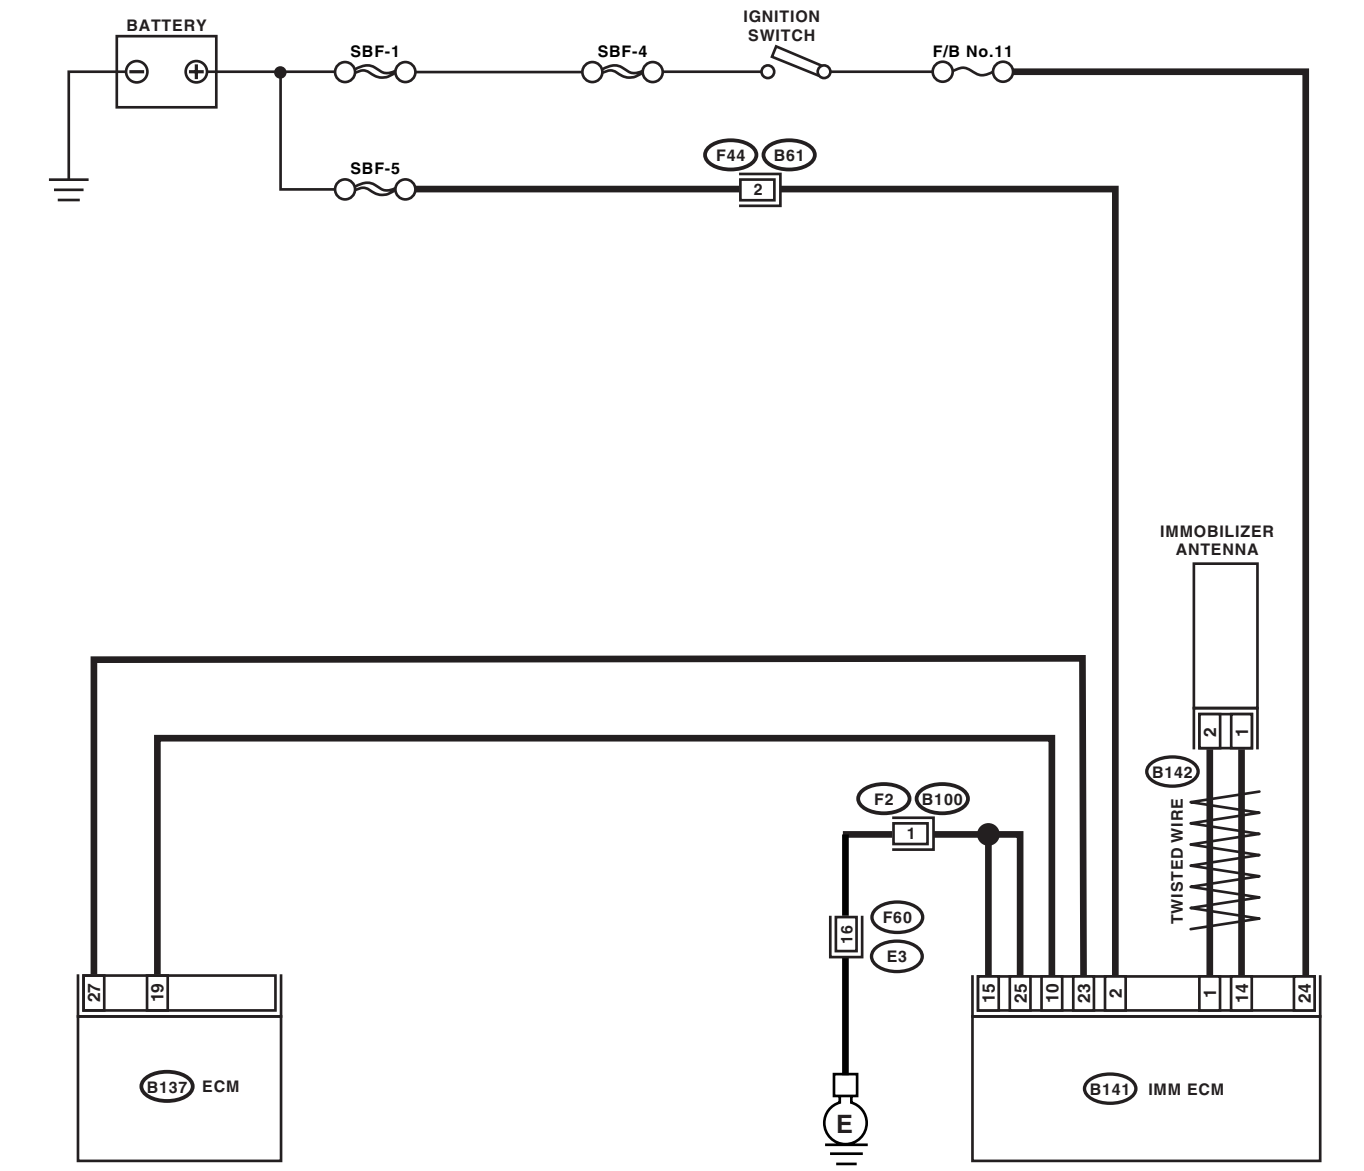 BATTERY
IGNITION
SWITCH
SBF-1
SBF-4
F/B No.11
F44
B61
SBF-5
2
IMMOBILIZER
ANTENNA
2
1
B142
TWISTED WIRE
F2
B100
1
16
F60
E3
27
19
15
25
10
23
2
1
14
24
B137
ECM
B141
IMM ECM
E